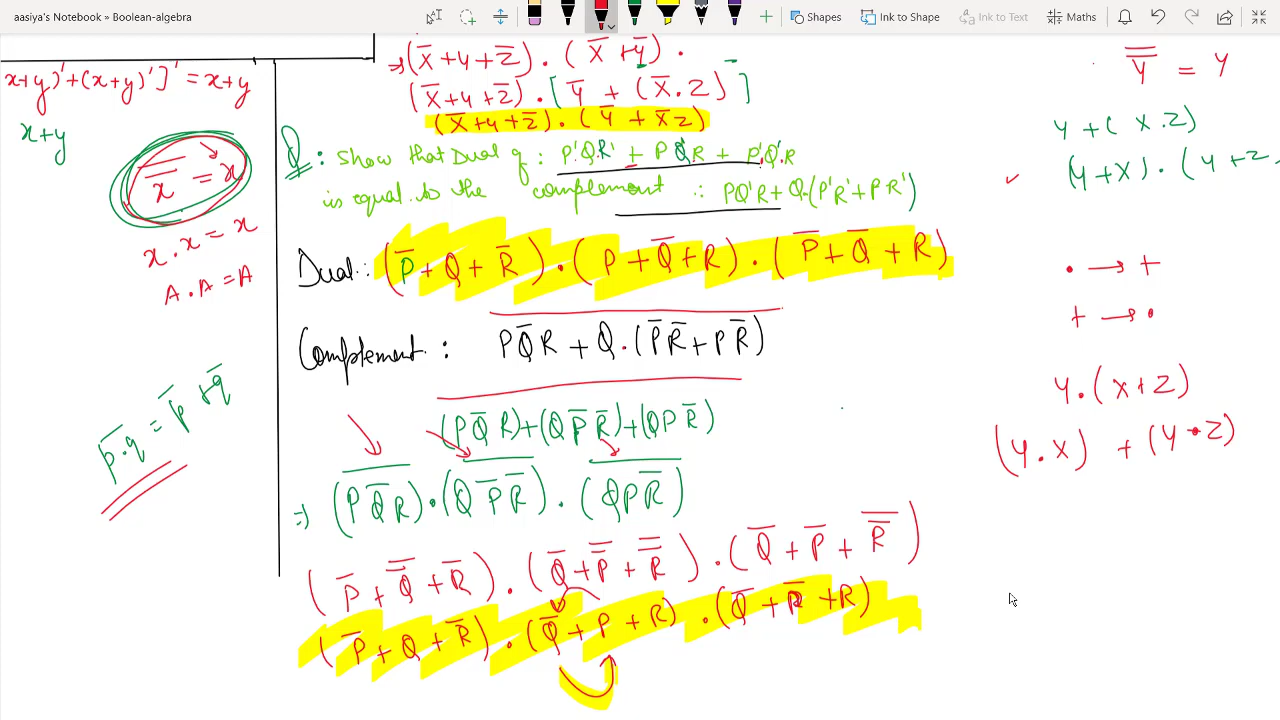 aasiya's Notebook » Boolean-algebra
Shapes
Ink to Shape
Ink to Text
Maths
x+y)'+(x+y)']' = x+y
x+y
x̿ = x
x.x = x
A.A = A
p̅.̅q̅ = p̅ + q̅
⇒(X̅+y+Z̅).(X̅+y̅).
(X̅+y+Z̅).[Y̅+(X̅.Z)]
(X̅+y+Z̅).(Y̅+X̅Z)
Q: Show that Dual of: P'Q.R' + PQ'.R + P'.Q'.R
is equal to the complement : PQ'R+Q.(P'R'+PR')
Dual: (P̅+Q+R̅).(P+Q̅+R).(P̅+Q̅+R)
Complement: PQ̅R+Q.(P̅R̅+PR̅)
(PQ̅R)+(QP̅R̅)+(QPR̅)
⇒ (PQ̅R).(QP̅R̅).(QPR̅)
(P̅+Q̿+R̅).(Q̅+P̿+R̿).(Q̅+P̅+R̿)
(P̅+Q+R̅).(Q̅+P+R).(Q̅+P̅+R)
Y̿ = Y
Y+(X.Z)
(Y+X).(Y+Z
. → +
+ → .
Y.(X+Z)
(Y.X) + (Y.Z)